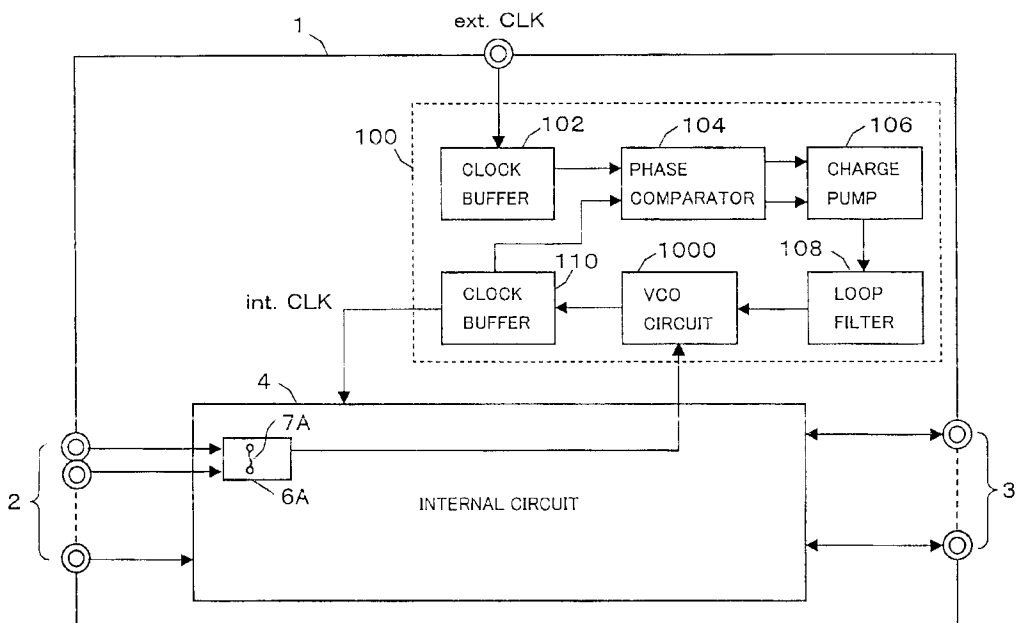 ext. CLK
1
100
102
104
106
CLOCK
BUFFER
PHASE
COMPARATOR
CHARGE
PUMP
110
1000
108
int. CLK
CLOCK
BUFFER
VCO
CIRCUIT
LOOP
FILTER
4
7A
6A
2
INTERNAL CIRCUIT
3